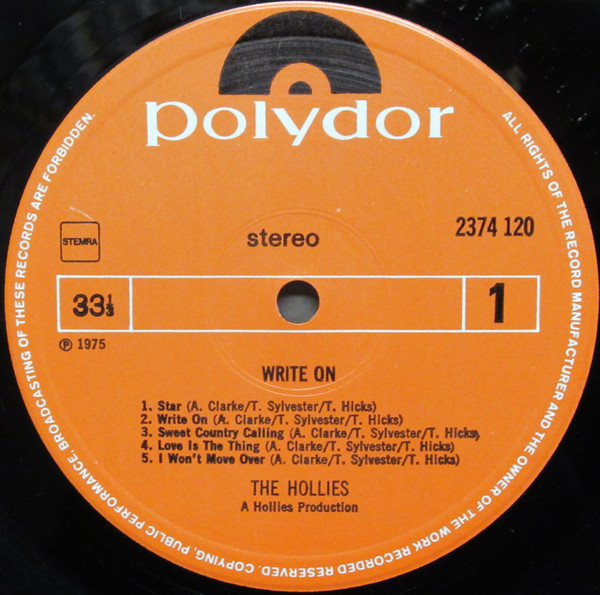 polydor
ALL RIGHTS OF THE RECORD MANUFACTURER AND THE OWNER OF THE WORK RECORDED RESERVED. COPYING, PUBLIC PERFORMANCE, BROADCASTING OF THESE RECORDS ARE FORBIDDEN.
STEMRA
stereo
2374 120
33⅓
1
℗ 1975
WRITE ON
1. Star (A. Clarke/T. Sylvester/T. Hicks)
2. Write On (A. Clarke/T. Sylvester/T. Hicks)
3. Sweet Country Calling (A. Clarke/T. Sylvester/T. Hicks)
4. Love Is The Thing (A. Clarke/T. Sylvester/T. Hicks)
5. I Won't Move Over (A. Clarke/T. Sylvester/T. Hicks)
THE HOLLIES
A Hollies Production